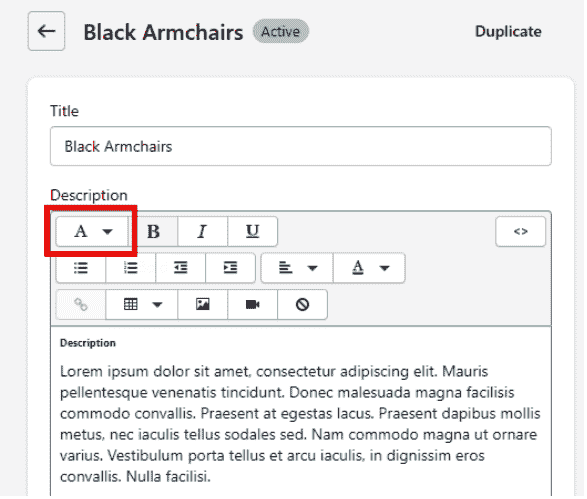 Black Armchairs Active Duplicate
Title
Black Armchairs
Description
A B I U <>
A
Description
Lorem ipsum dolor sit amet, consectetur adipiscing elit. Mauris
pellentesque venenatis tincidunt. Donec malesuada magna facilisis
commodo convallis. Praesent at egestas lacus. Praesent dapibus mollis
metus, nec iaculis tellus sodales sed. Nam commodo magna ut ornare
varius. Vestibulum porta tellus et arcu iaculis, in dignissim eros
convallis. Nulla facilisi.